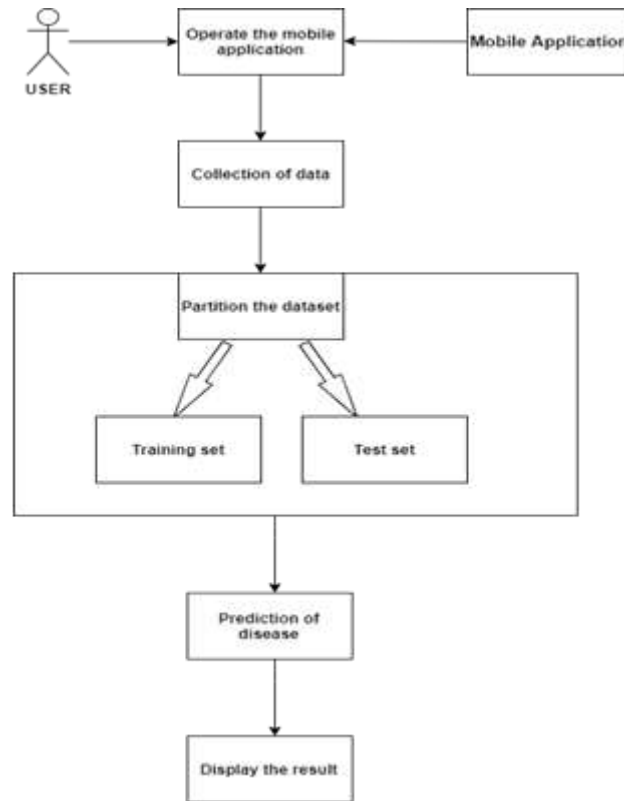 Operate the mobile
application
Mobile Application
USER
Collection of data
Partition the dataset
Training set
Test set
Prediction of
disease
Display the result